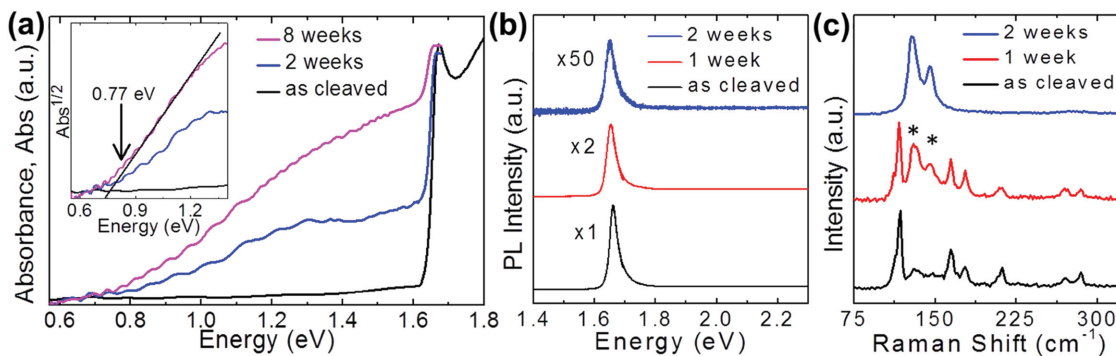 (a)
8 weeks
2 weeks
as cleaved
0.77 eV
Abs1/2
0.6 0.9 1.2
Energy (eV)
Absorbance, Abs (a.u.)
0.6 0.8 1.0 1.2 1.4 1.6 1.8
Energy (eV)
(b)
2 weeks
1 week
as cleaved
x50
x2
x1
PL Intensity (a.u.)
1.4 1.6 1.8 2.0 2.2
Energy (eV)
(c)
2 weeks
1 week
as cleaved
* *
Intensity (a.u.)
75 150 225 300
Raman Shift (cm-1)